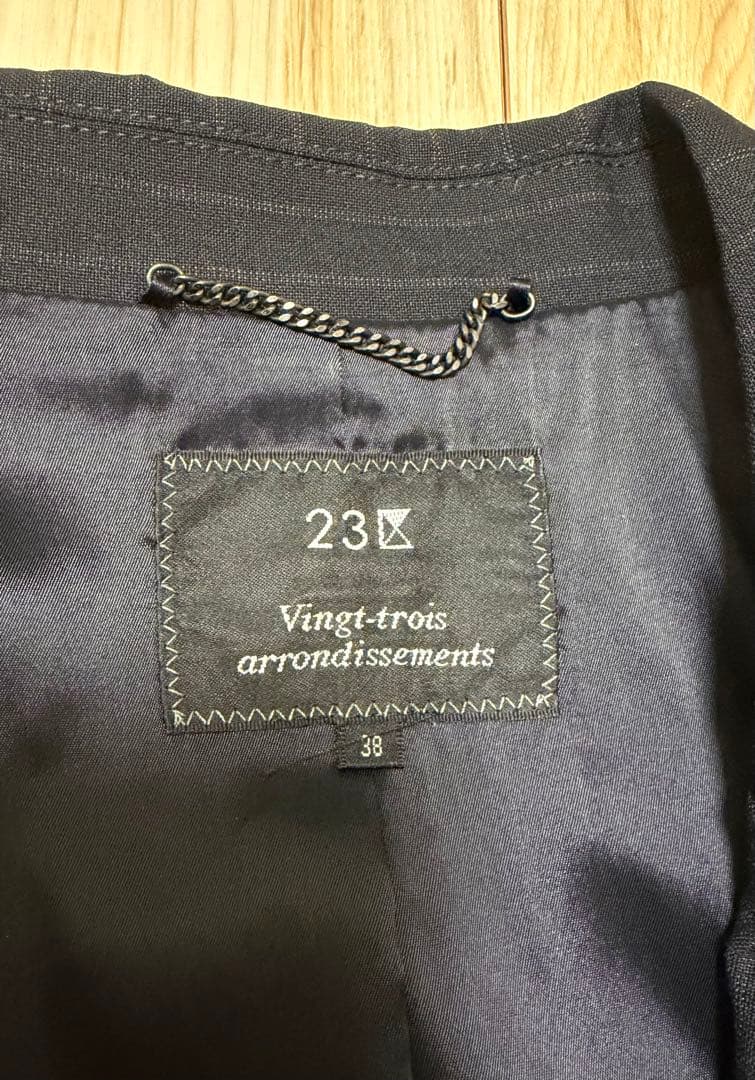 23区
Vingt-trois
arrondissements
38